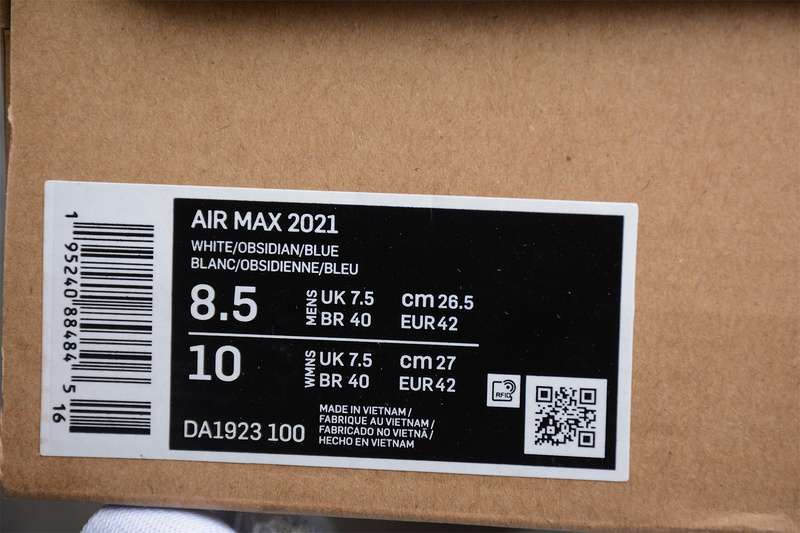 AIR MAX 2021
WHITE/OBSIDIAN/BLUE
BLANC/OBSIDIENNE/BLEU
8.5 MENS UK 7.5 cm 26.5
BR 40 EUR 42
10 WMNS UK 7.5 cm 27
BR 40 EUR 42
RFID
DA1923 100
MADE IN VIETNAM /
FABRIQUE AU VIETNAM /
FABRICADO NO VIETNÃ /
HECHO EN VIETNAM
1 95240 88484 5
16